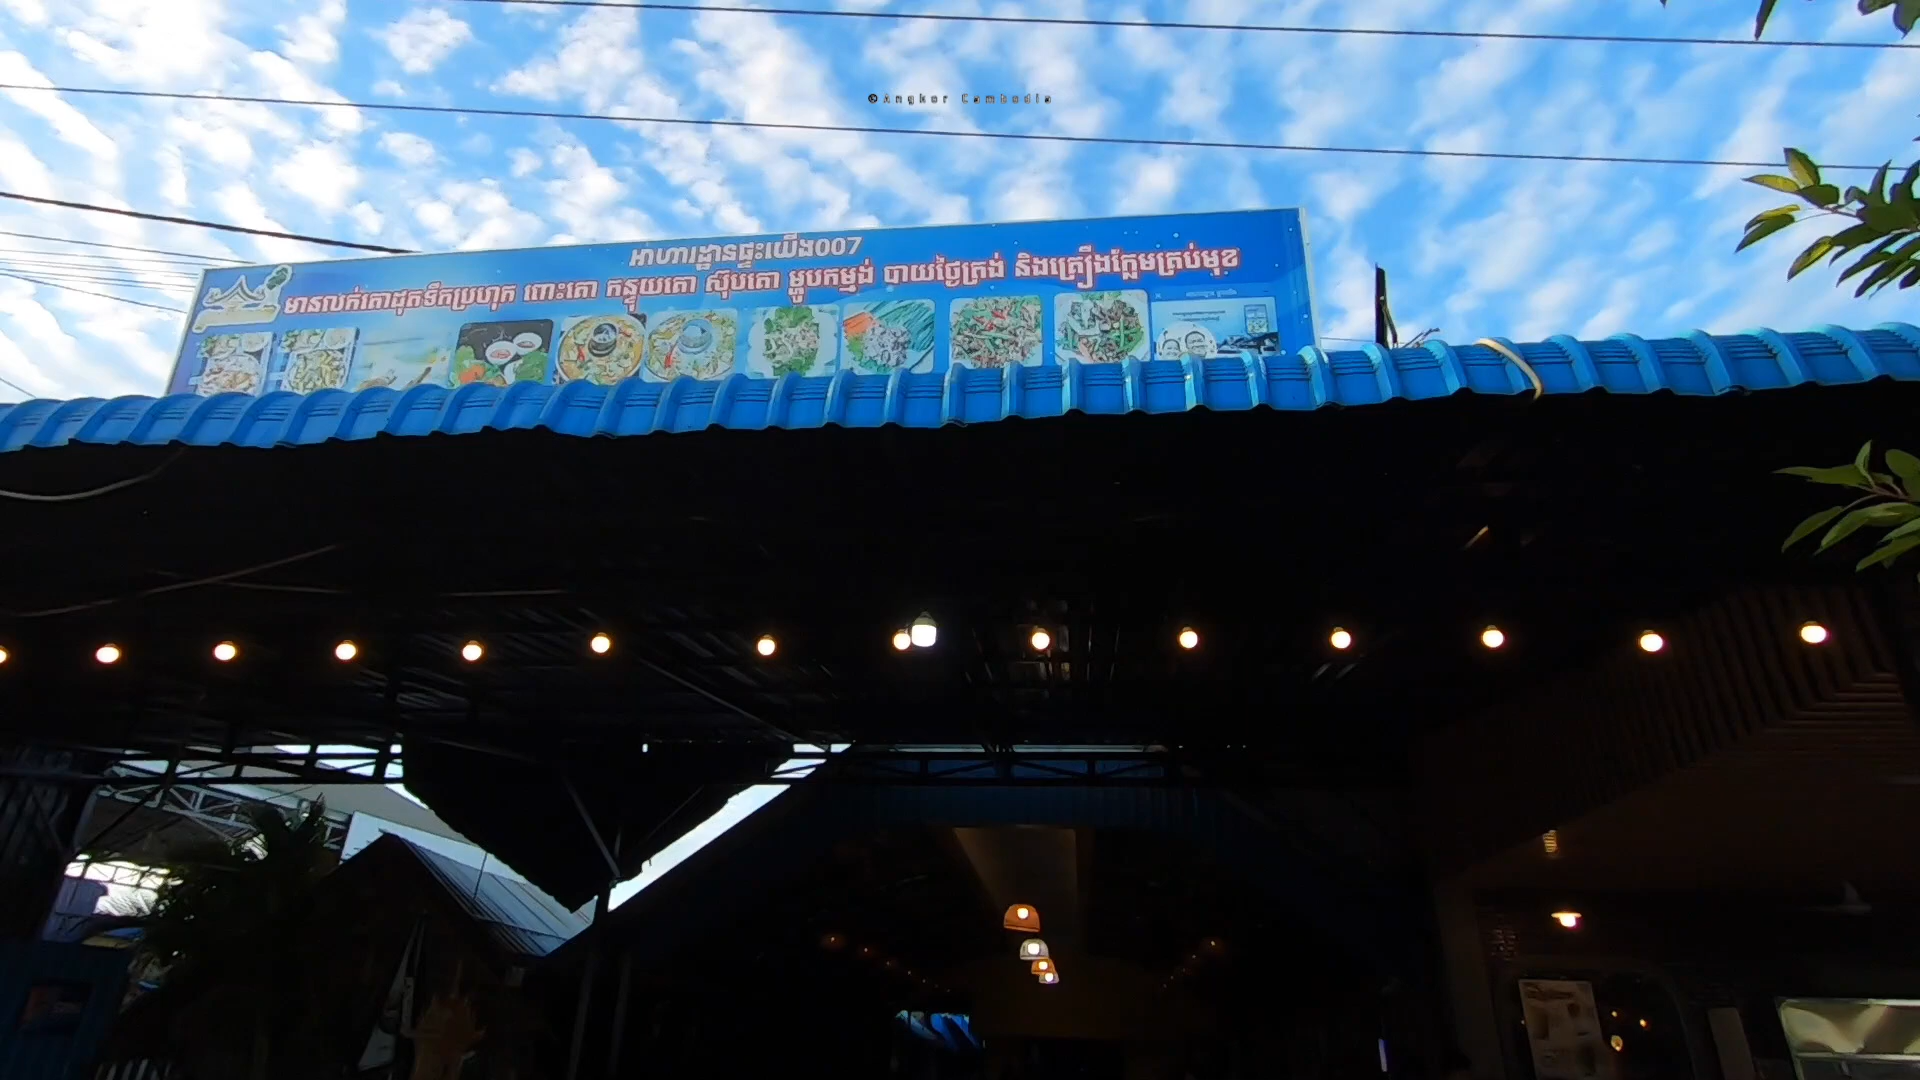 ©Angkor Cambodia
អាហារដ្ឋានផ្ទះយើង007
មានលក់គោដុតទឹកប្រហុក ពោះគោ កន្ទុយគោ ស៊ុបគោ ម្ហូបកម្មង់ បាយថ្ងៃត្រង់ និងគ្រឿងក្លែមគ្រប់មុខ